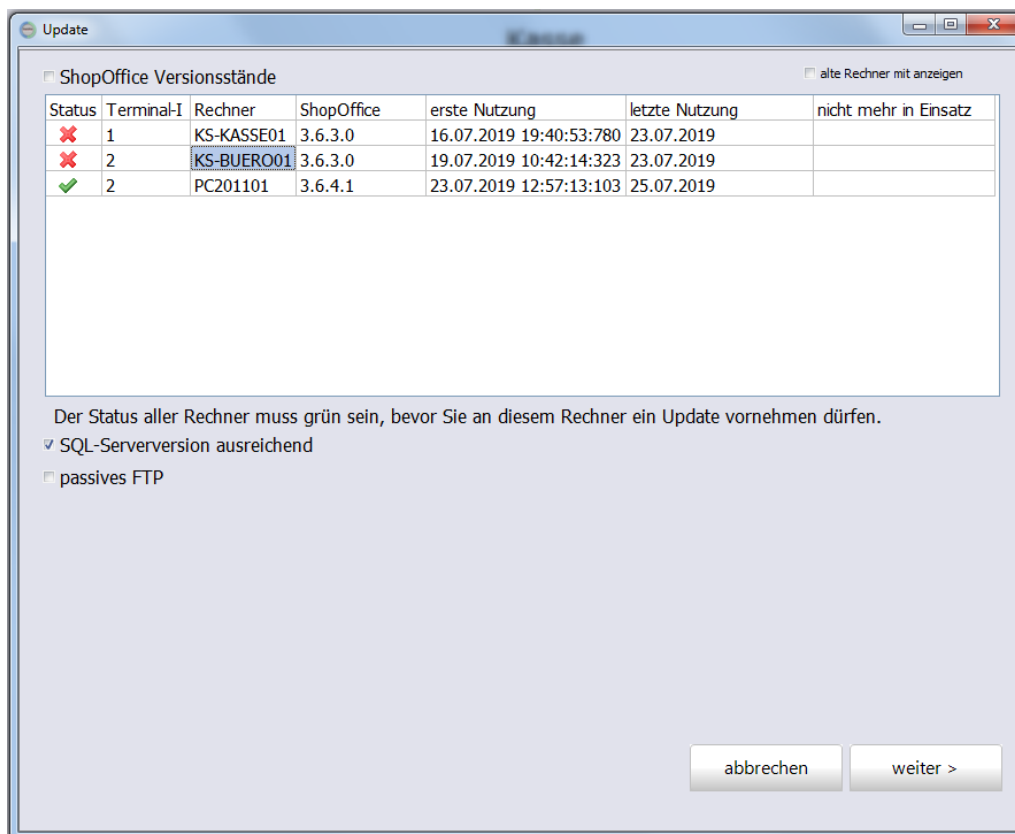 Update
Kasse
ShopOffice Versionsstände
alte Rechner mit anzeigen
Status Terminal-I Rechner ShopOffice erste Nutzung letzte Nutzung nicht mehr in Einsatz
1 KS-KASSE01 3.6.3.0 16.07.2019 19:40:53:780 23.07.2019
2 KS-BUERO01 3.6.3.0 19.07.2019 10:42:14:323 23.07.2019
2 PC201101 3.6.4.1 23.07.2019 12:57:13:103 25.07.2019
Der Status aller Rechner muss grün sein, bevor Sie an diesem Rechner ein Update vornehmen dürfen.
SQL-Serverversion ausreichend
passives FTP
abbrechen weiter >